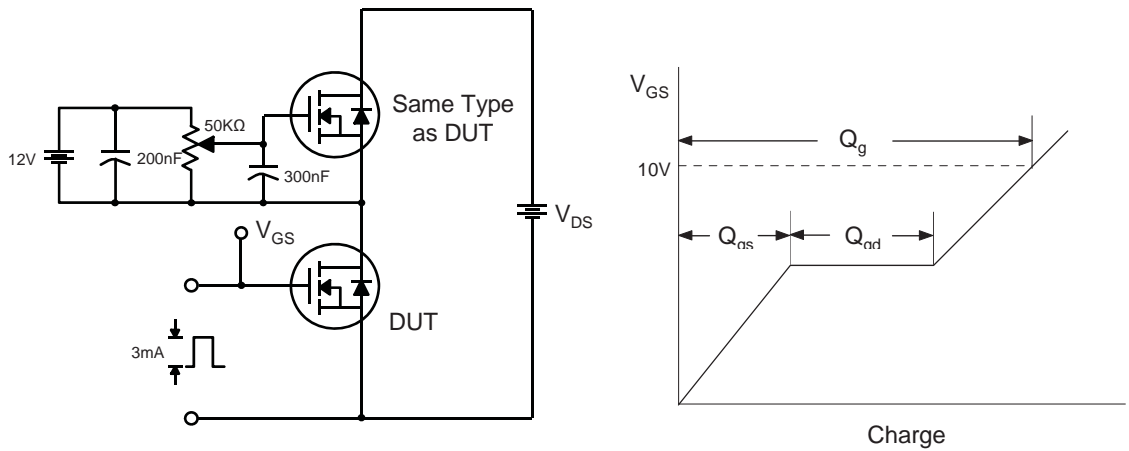 12V
200nF
50KΩ
300nF
Same Type
as DUT
V_DS
V_GS
DUT
3mA
V_GS
10V
Q_g
Q_gs
Q_gd
Charge